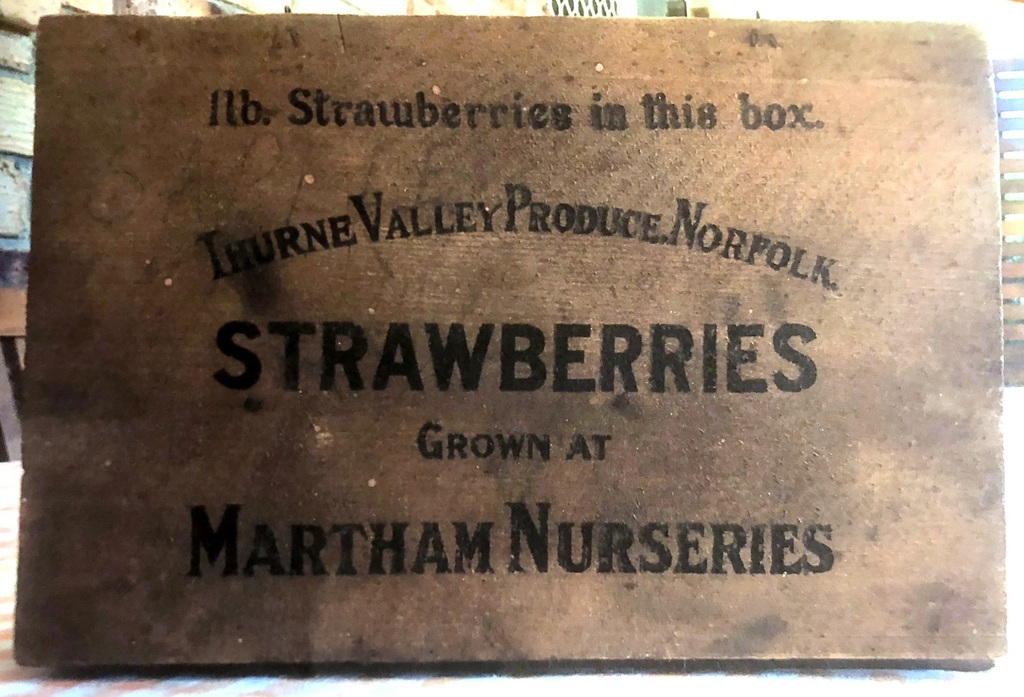 1lb. Strawberries in this box.
THURNE VALLEY PRODUCE. NORFOLK.
STRAWBERRIES
GROWN AT
MARTHAM NURSERIES